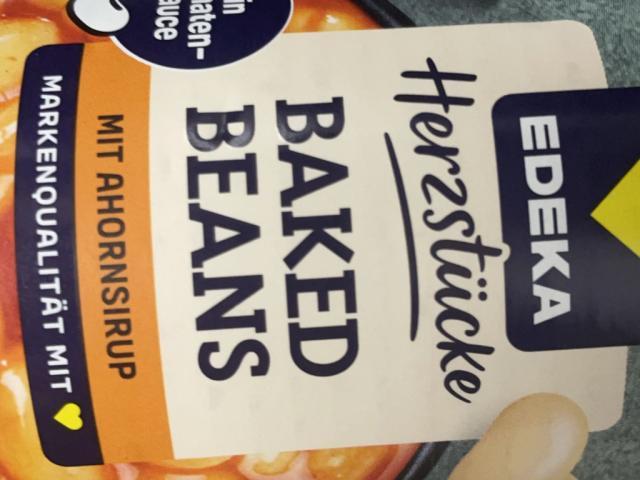 EDEKA
Herzstücke
BAKED
BEANS
MIT AHORNSIRUP
MARKENQUALITÄT MIT